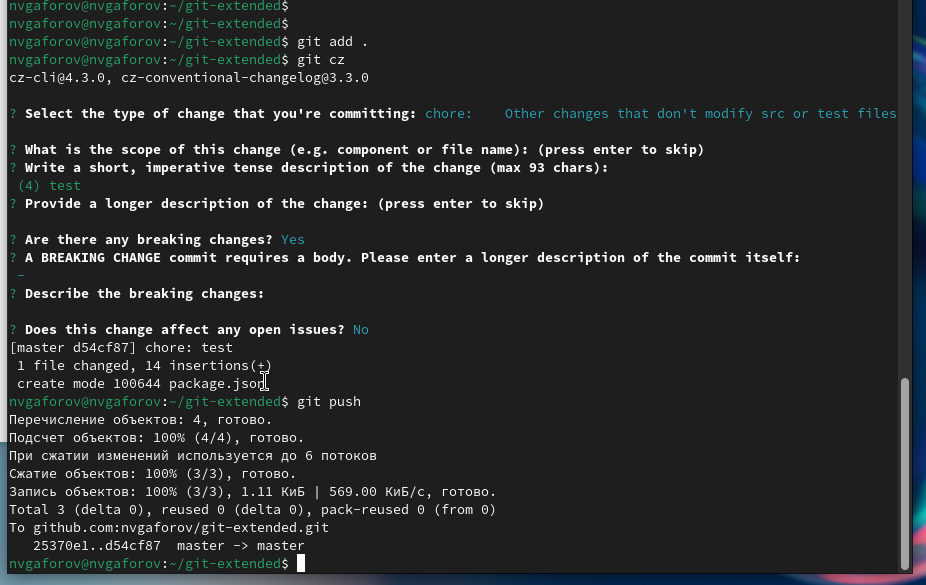 nvgaforov@nvgaforov:~/git-extended$
nvgaforov@nvgaforov:~/git-extended$
nvgaforov@nvgaforov:~/git-extended$ git add .
nvgaforov@nvgaforov:~/git-extended$ git cz
cz-cli@4.3.0, cz-conventional-changelog@3.3.0
? Select the type of change that you're committing: chore:    Other changes that don't modify src or test files
? What is the scope of this change (e.g. component or file name): (press enter to skip)
? Write a short, imperative tense description of the change (max 93 chars):
(4) test
? Provide a longer description of the change: (press enter to skip)
? Are there any breaking changes? Yes
? A BREAKING CHANGE commit requires a body. Please enter a longer description of the commit itself:
–
? Describe the breaking changes:
? Does this change affect any open issues? No
[master d54cf87] chore: test
1 file changed, 14 insertions(+)
create mode 100644 package.json
nvgaforov@nvgaforov:~/git-extended$ git push
Перечисление объектов: 4, готово.
Подсчет объектов: 100% (4/4), готово.
При сжатии изменений используется до 6 потоков
Сжатие объектов: 100% (3/3), готово.
Запись объектов: 100% (3/3), 1.11 КиБ | 569.00 КиБ/с, готово.
Total 3 (delta 0), reused 0 (delta 0), pack-reused 0 (from 0)
To github.com:nvgaforov/git-extended.git
25370e1..d54cf87  master -> master
nvgaforov@nvgaforov:~/git-extended$